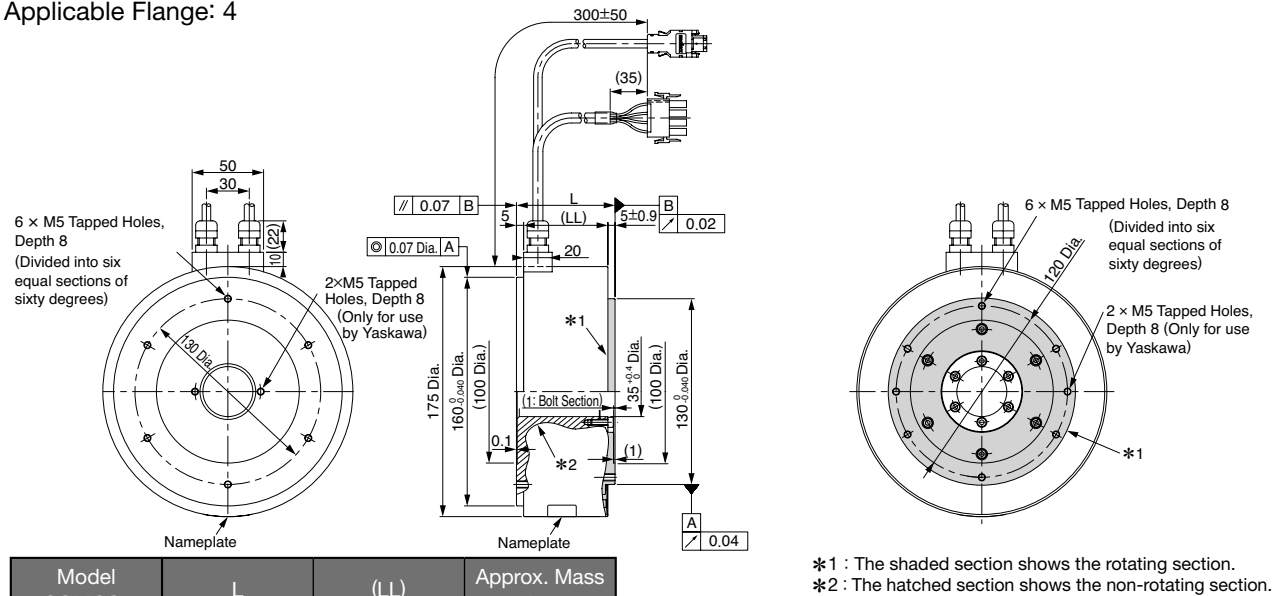 Applicable Flange: 4
300±50
(35)
50
30
(22)
10
6 × M5 Tapped Holes,
Depth 8
(Divided into six
equal sections of
sixty degrees)
2×M5 Tapped
Holes, Depth 8
(Only for use
by Yaskawa)
130 Dia.
Nameplate
// 0.07 B
L
B
5
(LL)
5±0.9
↗ 0.02
◎ 0.07 Dia. A
20
175 Dia.
160 0 -0.040 Dia.
(100 Dia.)
*1
(1: Bolt Section)
35 +0.4 0 Dia.
(100 Dia.)
130 0 -0.040 Dia.
0.1
*2
(1)
A
↗ 0.04
Nameplate
6 × M5 Tapped Holes, Depth 8
(Divided into six
equal sections of
sixty degrees)
120 Dia.
2 × M5 Tapped Holes,
Depth 8 (Only for use
by Yaskawa)
*1
*1 : The shaded section shows the rotating section.
*2 : The hatched section shows the non-rotating section.
Model
L
(LL)
Approx. Mass